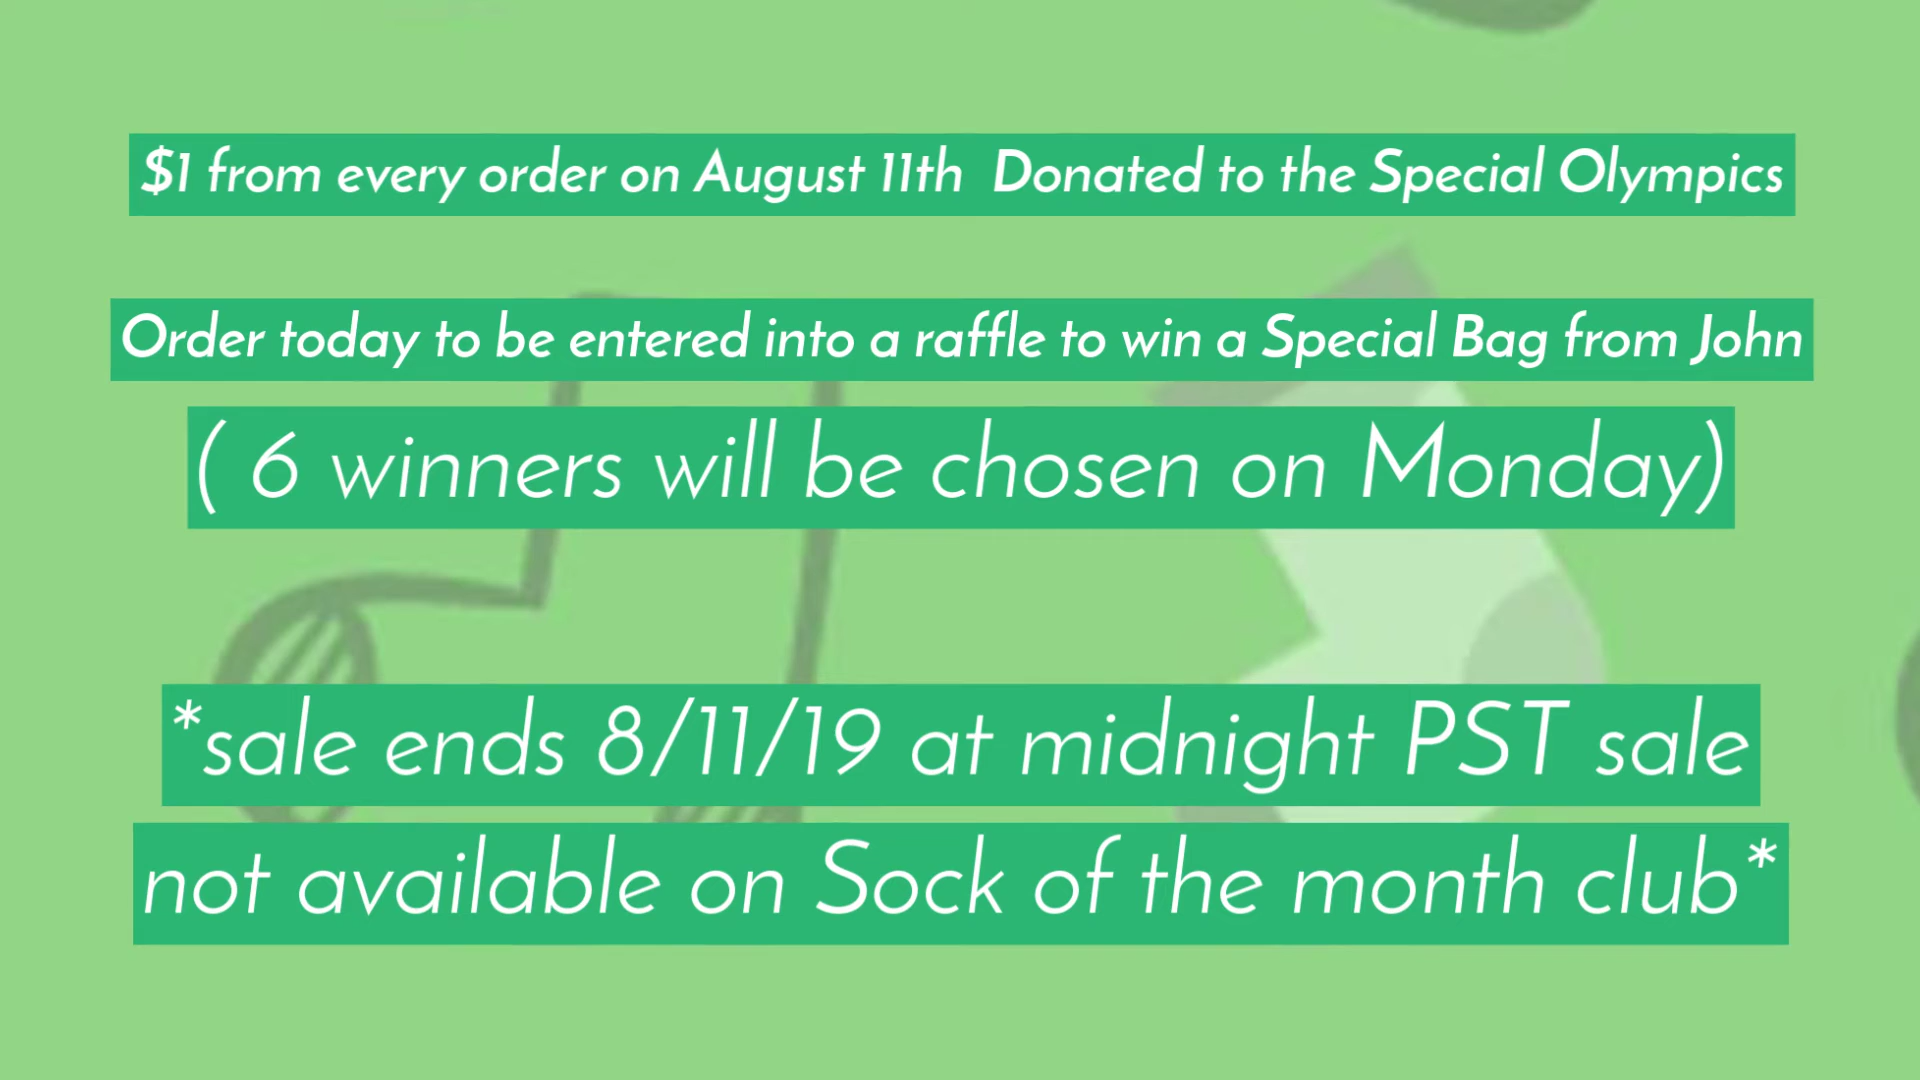 $1 from every order on August 11th  Donated to the Special Olympics
Order today to be entered into a raffle to win a Special Bag from John
( 6 winners will be chosen on Monday)
*sale ends 8/11/19 at midnight PST sale
not available on Sock of the month club*